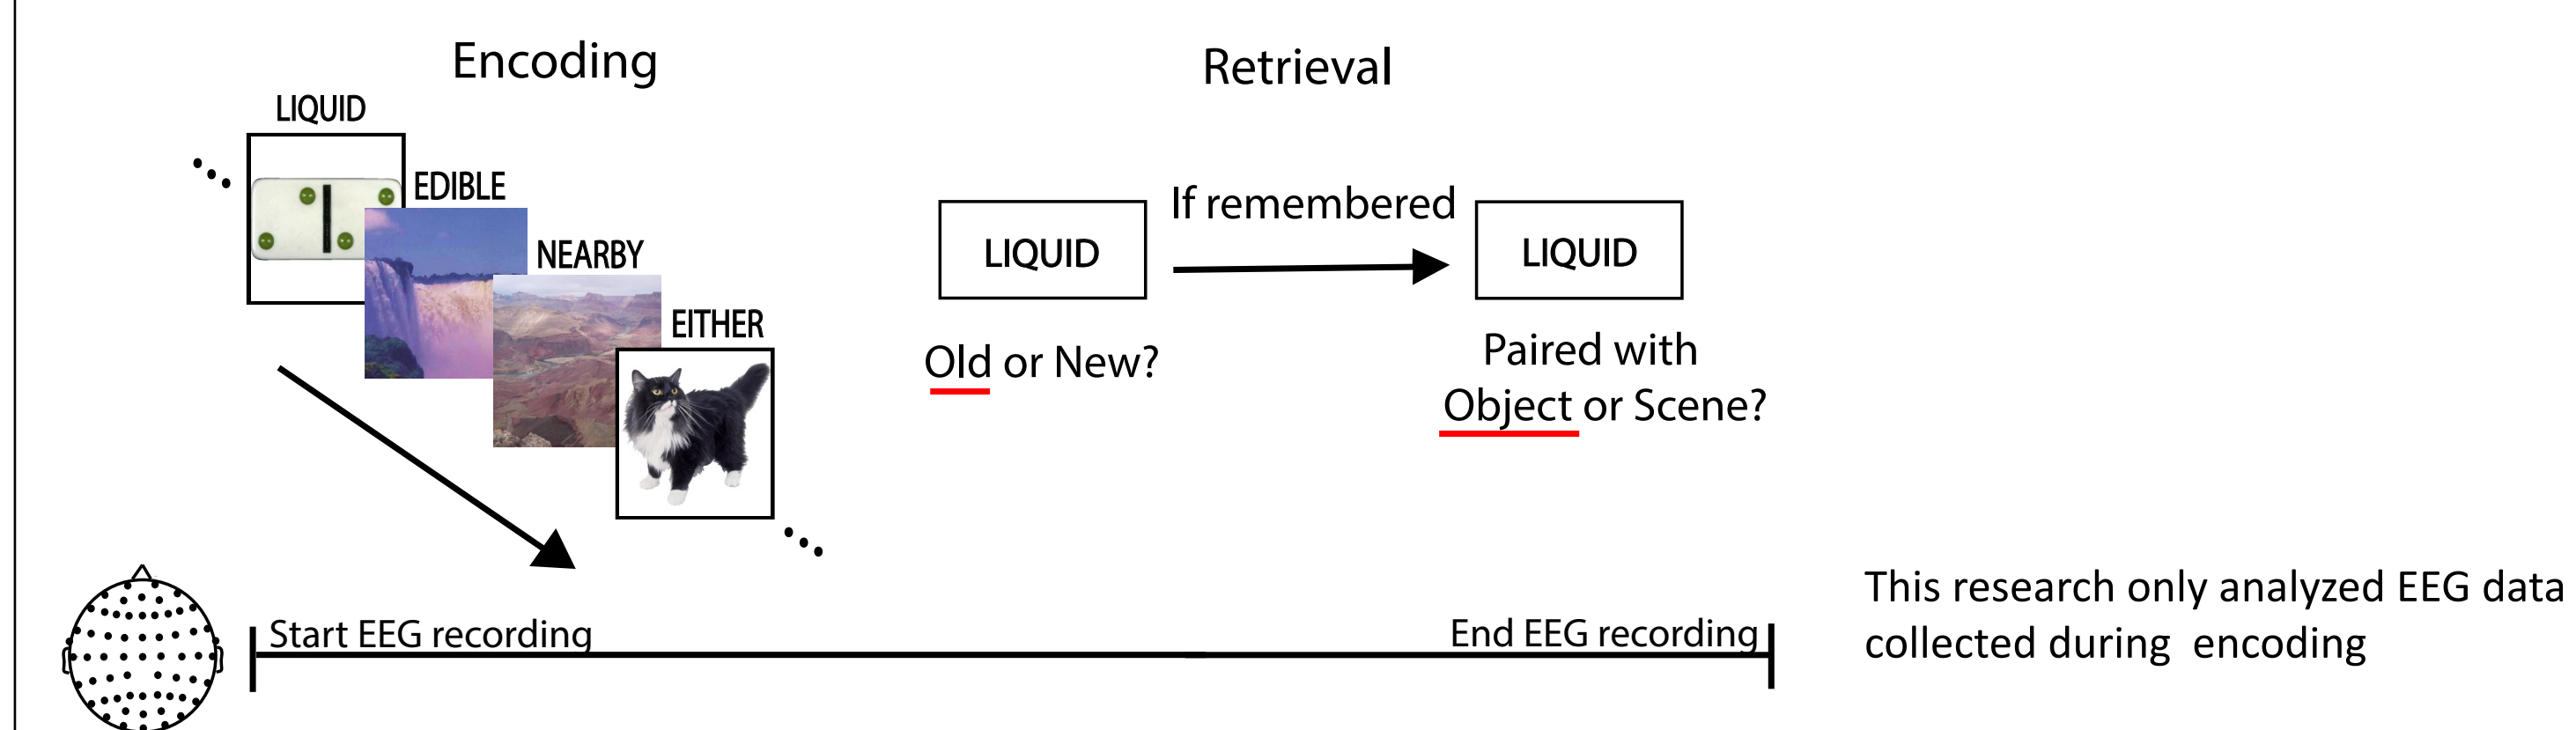 Encoding
LIQUID
EDIBLE
NEARBY
EITHER
Retrieval
LIQUID
Old or New?
If remembered
LIQUID
Paired with
Object or Scene?
Start EEG recording
End EEG recording
This research only analyzed EEG data
collected during encoding